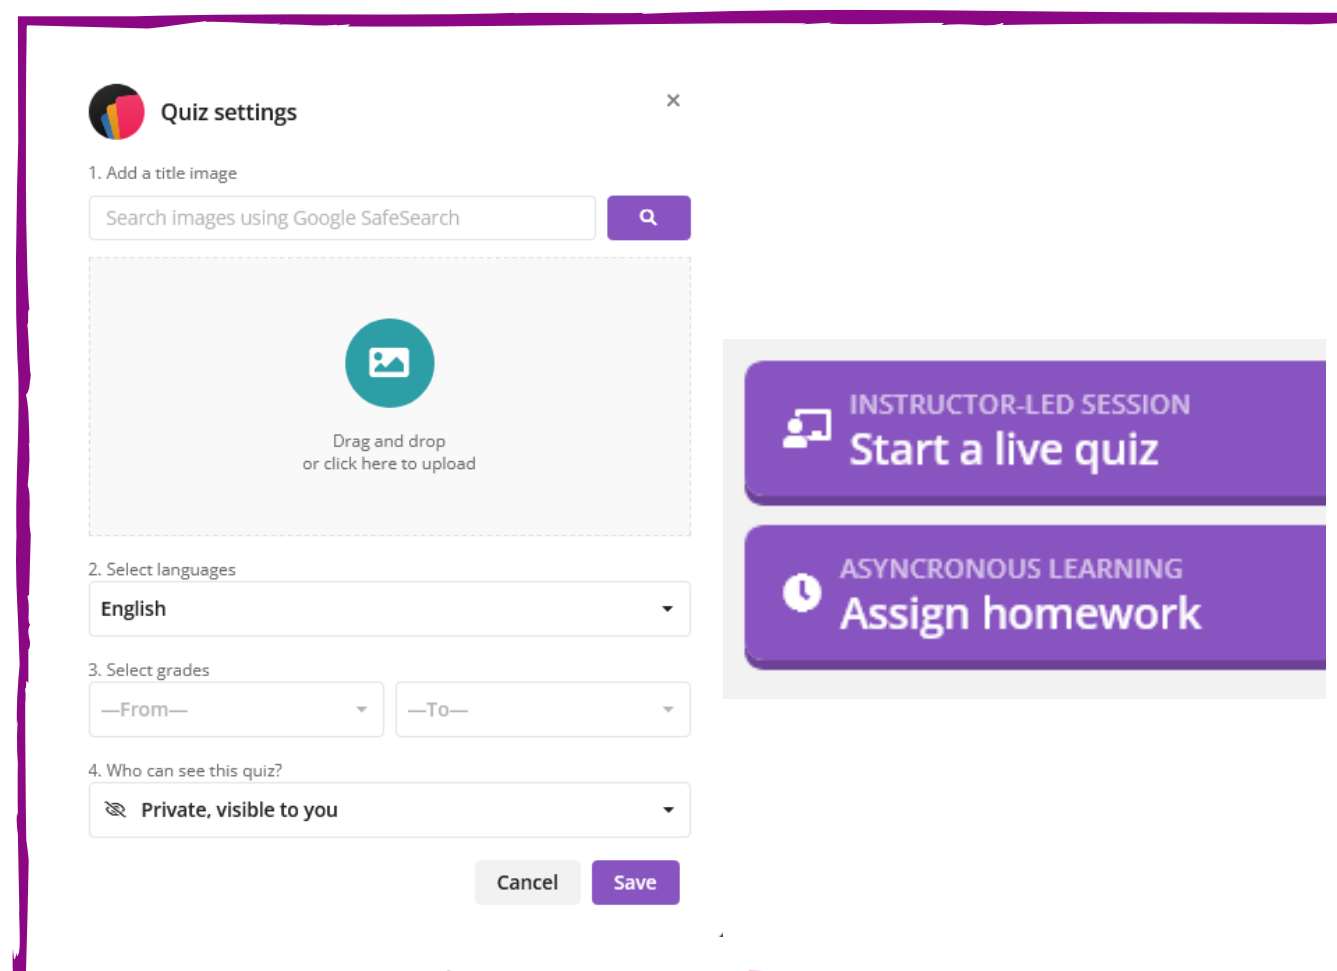 Quiz settings
×
1. Add a title image
Search images using Google SafeSearch
Drag and drop
or click here to upload
2. Select languages
English
3. Select grades
—From—
—To—
4. Who can see this quiz?
Private, visible to you
Cancel
Save
INSTRUCTOR-LED SESSION
Start a live quiz
ASYNCRONOUS LEARNING
Assign homework